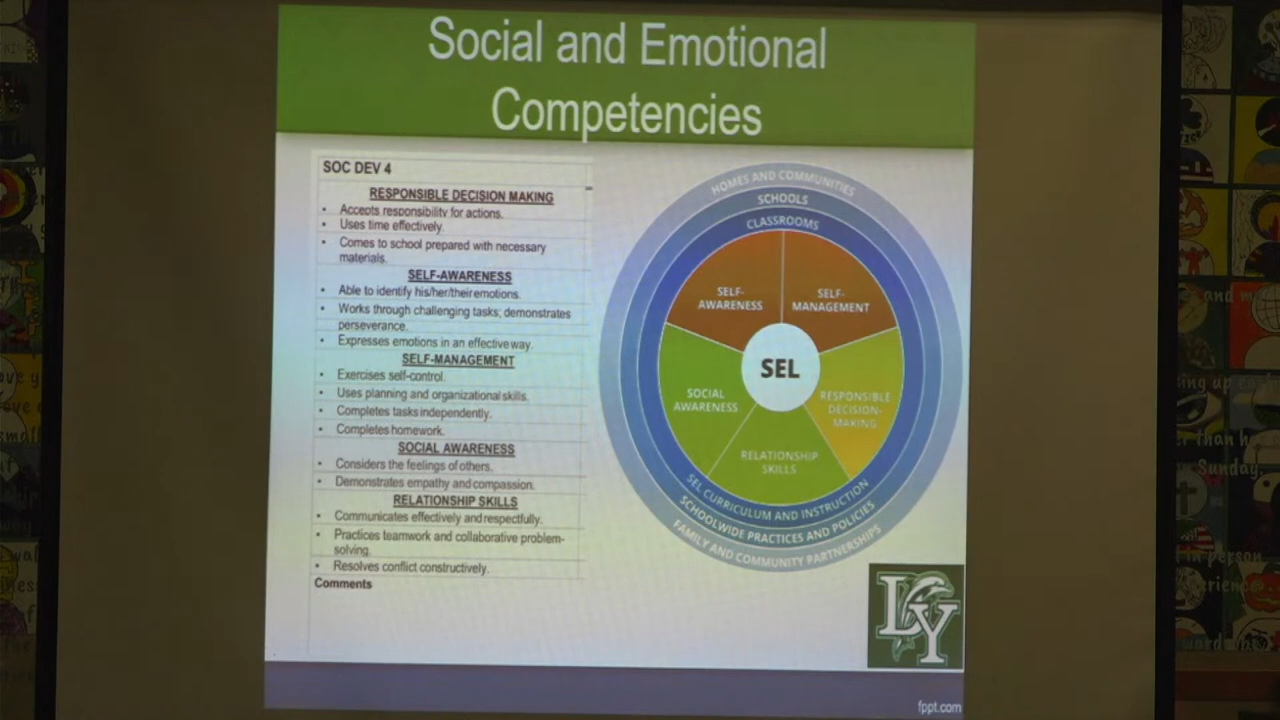 Social and Emotional
Competencies
SOC DEV 4
RESPONSIBLE DECISION MAKING
• Accepts responsibility for actions.
• Uses time effectively.
• Comes to school prepared with necessary
materials.
SELF-AWARENESS
• Able to identify his/her/their emotions.
• Works through challenging tasks; demonstrates
perseverance.
• Expresses emotions in an effective way.
SELF-MANAGEMENT
• Exercises self-control.
• Uses planning and organizational skills.
• Completes tasks independently.
• Completes homework.
SOCIAL AWARENESS
• Considers the feelings of others.
• Demonstrates empathy and compassion.
RELATIONSHIP SKILLS
• Communicates effectively and respectfully.
• Practices teamwork and collaborative problem-
solving.
• Resolves conflict constructively.
Comments
HOMES AND COMMUNITIES
SCHOOLS
CLASSROOMS
SELF-
AWARENESS
SELF-
MANAGEMENT
SEL
SOCIAL
AWARENESS
RESPONSIBLE
DECISION-
MAKING
RELATIONSHIP
SKILLS
SEL CURRICULUM AND INSTRUCTION
SCHOOLWIDE PRACTICES AND POLICIES
FAMILY AND COMMUNITY PARTNERSHIPS
LY
fppt.com
and
up
than
Sunday
in person